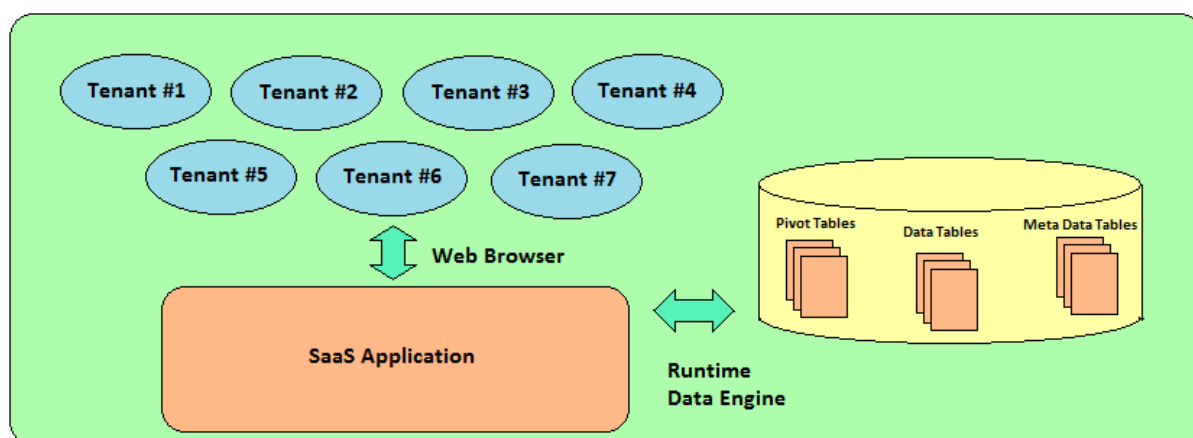 Tenant #1
Tenant #2
Tenant #3
Tenant #4
Tenant #5
Tenant #6
Tenant #7
Web Browser
SaaS Application
Runtime
Data Engine
Pivot Tables
Data Tables
Meta Data Tables